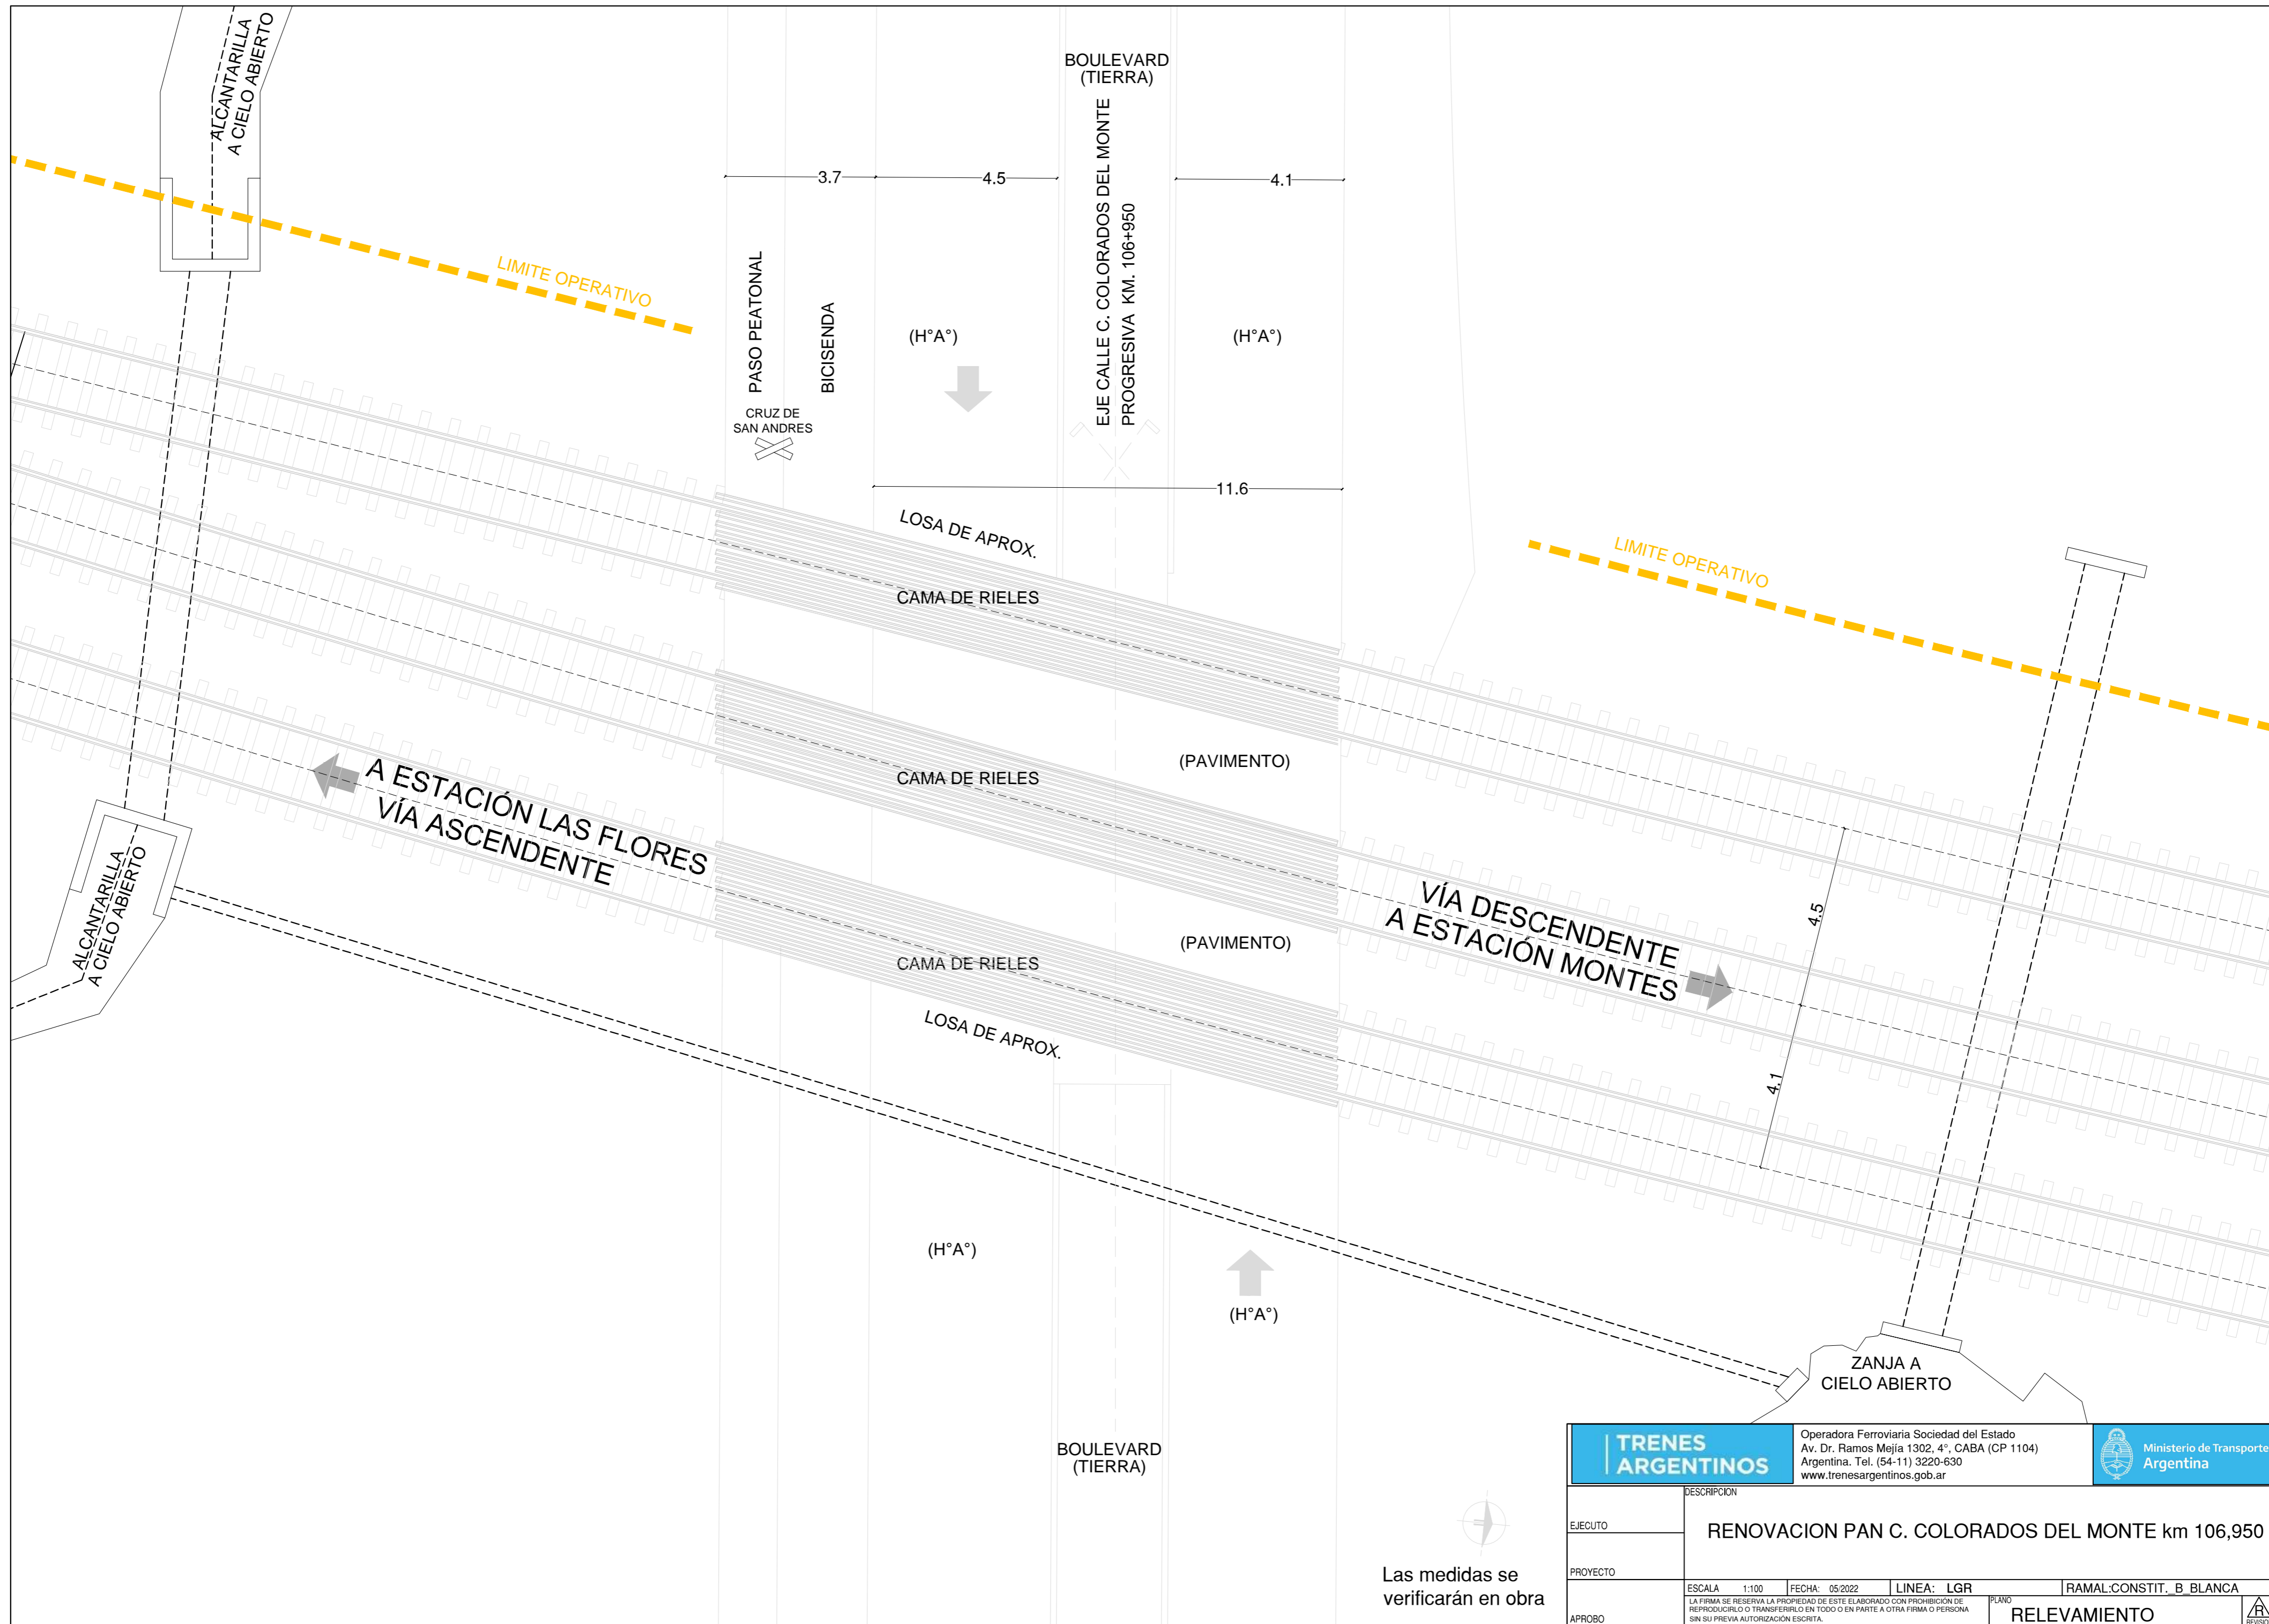 ALCANTARILLA
A CIELO ABIERTO
BOULEVARD
(TIERRA)
EJE CALLE C. COLORADOS DEL MONTE
PROGRESIVA KM. 106+950
3.7
4.5
4.1
LIMITE OPERATIVO
PASO PEATONAL
BICISENDA
(H°A°)
(H°A°)
CRUZ DE
SAN ANDRES
11.6
LOSA DE APROX.
LIMITE OPERATIVO
CAMA DE RIELES
(PAVIMENTO)
CAMA DE RIELES
A ESTACIÓN LAS FLORES
VÍA ASCENDENTE
ALCANTARILLA
A CIELO ABIERTO
VÍA DESCENDENTE
A ESTACIÓN MONTES
4.5
4.1
(PAVIMENTO)
CAMA DE RIELES
LOSA DE APROX.
(H°A°)
(H°A°)
ZANJA A
CIELO ABIERTO
BOULEVARD
(TIERRA)
Las medidas se
verificarán en obra
TRENES
ARGENTINOS
Operadora Ferroviaria Sociedad del Estado
Av. Dr. Ramos Mejía 1302, 4°, CABA (CP 1104)
Argentina. Tel. (54-11) 3220-630
www.trenesargentinos.gob.ar
Ministerio de Transporte
Argentina
DESCRIPCION
EJECUTO
RENOVACION PAN C. COLORADOS DEL MONTE km 106,950
PROYECTO
ESCALA 1:100 FECHA: 05/2022 LINEA: LGR RAMAL:CONSTIT._B_BLANCA
APROBO
LA FIRMA SE RESERVA LA PROPIEDAD DE ESTE ELABORADO CON PROHIBICIÓN DE
REPRODUCIRLO O TRANSFERIRLO EN TODO O EN PARTE A OTRA FIRMA O PERSONA
SIN SU PREVIA AUTORIZACIÓN ESCRITA.
PLANO
RELEVAMIENTO
R